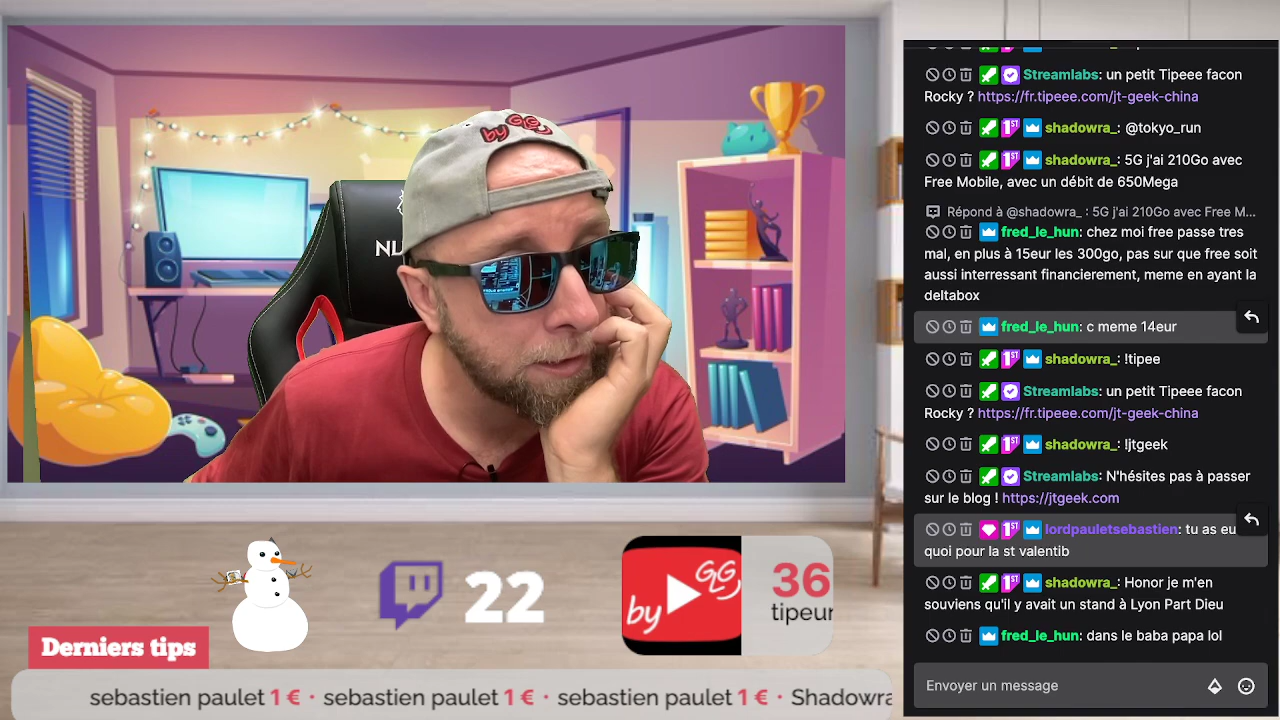 by GG
NI
22
by GG
36
tipeur
Derniers tips
sebastien paulet 1 € · sebastien paulet 1 € · sebastien paulet 1 € · Shadowra
Streamlabs: un petit Tipeee facon
Rocky ? https://fr.tipeee.com/jt-geek-china
shadowra_: @tokyo_run
shadowra_: 5G j'ai 210Go avec
Free Mobile, avec un débit de 650Mega
Répond à @shadowra_ : 5G j'ai 210Go avec Free M...
fred_le_hun: chez moi free passe tres
mal, en plus à 15eur les 300go, pas sur que free soit
aussi interressant financierement, meme en ayant la
deltabox
fred_le_hun: c meme 14eur
shadowra_: !tipee
Streamlabs: un petit Tipeee facon
Rocky ? https://fr.tipeee.com/jt-geek-china
shadowra_: !jtgeek
Streamlabs: N'hésites pas à passer
sur le blog ! https://jtgeek.com
lordpauletsebastien: tu as eu
quoi pour la st valentib
shadowra_: Honor je m'en
souviens qu'il y avait un stand à Lyon Part Dieu
fred_le_hun: dans le baba papa lol
Envoyer un message